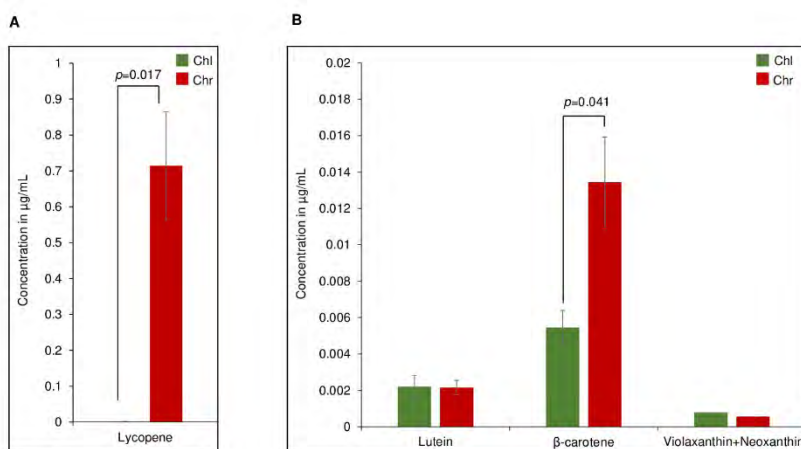 A
Chl
Chr
p=0.017
1
0.9
0.8
0.7
0.6
0.5
0.4
0.3
0.2
0.1
0
Concentration in µg/mL
Lycopene
B
Chl
Chr
p=0.041
0.02
0.018
0.016
0.014
0.012
0.01
0.008
0.006
0.004
0.002
0
Concentration in µg/mL
Lutein
β-carotene
Violaxanthin+Neoxanthin